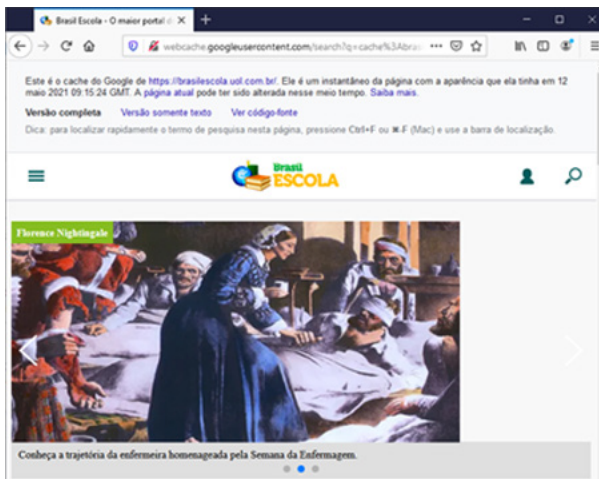 Brasil Escola - O maior portal d
webcache.googleusercontent.com/search?q=cache%3Abras
Este é o cache do Google de https://brasilescola.uol.com.br/. Ele é um instantâneo da página com a aparência que ela tinha em 12
maio 2021 09:15:24 GMT. A página atual pode ter sido alterada nesse meio tempo. Saiba mais.
Versão completa Versão somente texto Ver código-fonte
Dica: para localizar rapidamente o termo de pesquisa nesta página, pressione Ctrl+F ou ⌘-F (Mac) e use a barra de localização.
Brasil
ESCOLA
Florence Nightingale
Conheça a trajetória da enfermeira homenageada pela Semana da Enfermagem.